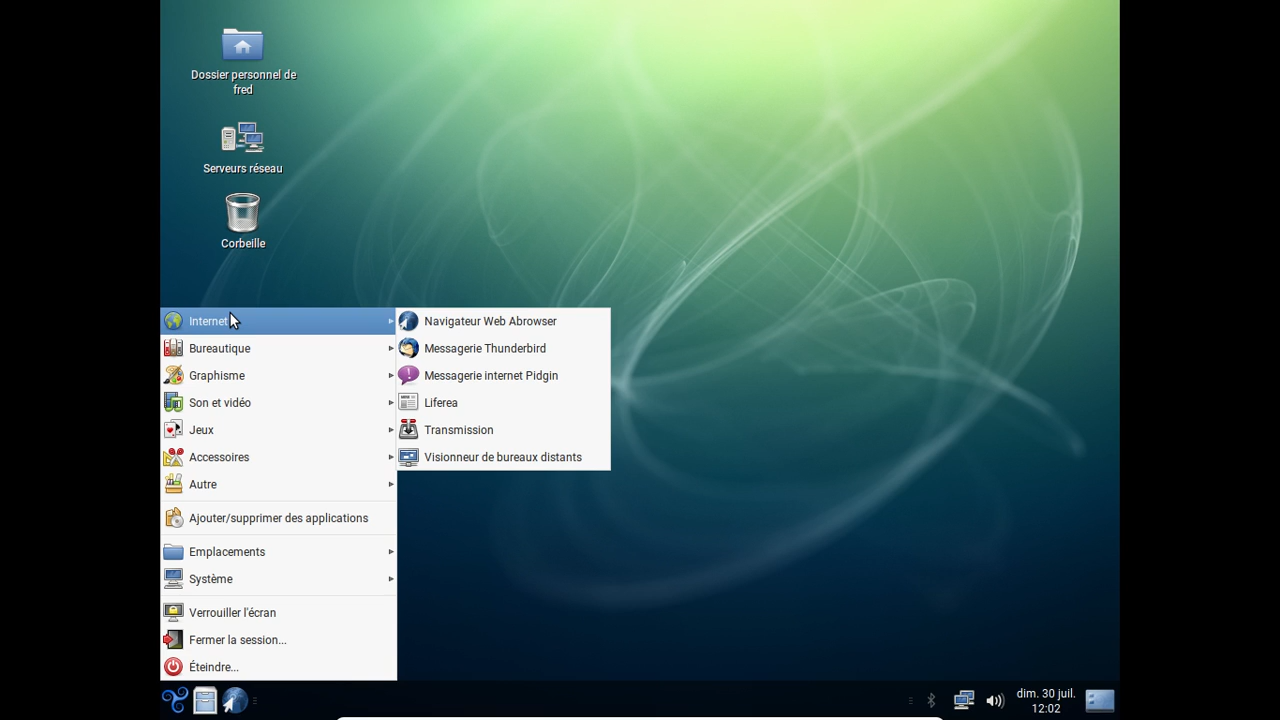 Dossier personnel de
fred
Serveurs réseau
Corbeille
Internet
Bureautique
Graphisme
Son et vidéo
Jeux
Accessoires
Autre
Ajouter/supprimer des applications
Emplacements
Système
Verrouiller l'écran
Fermer la session...
Éteindre...
Navigateur Web Abrowser
Messagerie Thunderbird
Messagerie internet Pidgin
Liferea
Transmission
Visionneur de bureaux distants
dim. 30 juil.
12:02